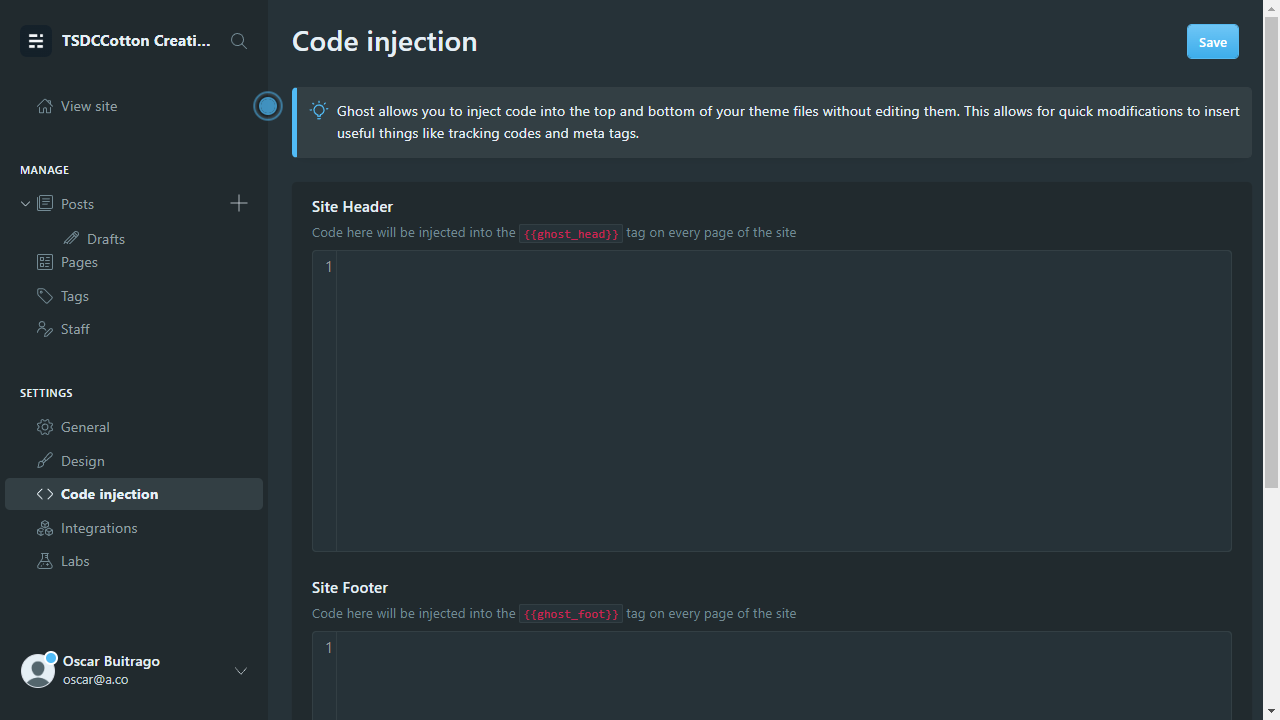 TSDCCotton Creati...
View site
MANAGE
Posts
Drafts
Pages
Tags
Staff
SETTINGS
General
Design
Code injection
Integrations
Labs
Oscar Buitrago
oscar@a.co
Code injection
Save
Ghost allows you to inject code into the top and bottom of your theme files without editing them. This allows for quick modifications to insert
useful things like tracking codes and meta tags.
Site Header
Code here will be injected into the {{ghost_head}} tag on every page of the site
1
Site Footer
Code here will be injected into the {{ghost_foot}} tag on every page of the site
1